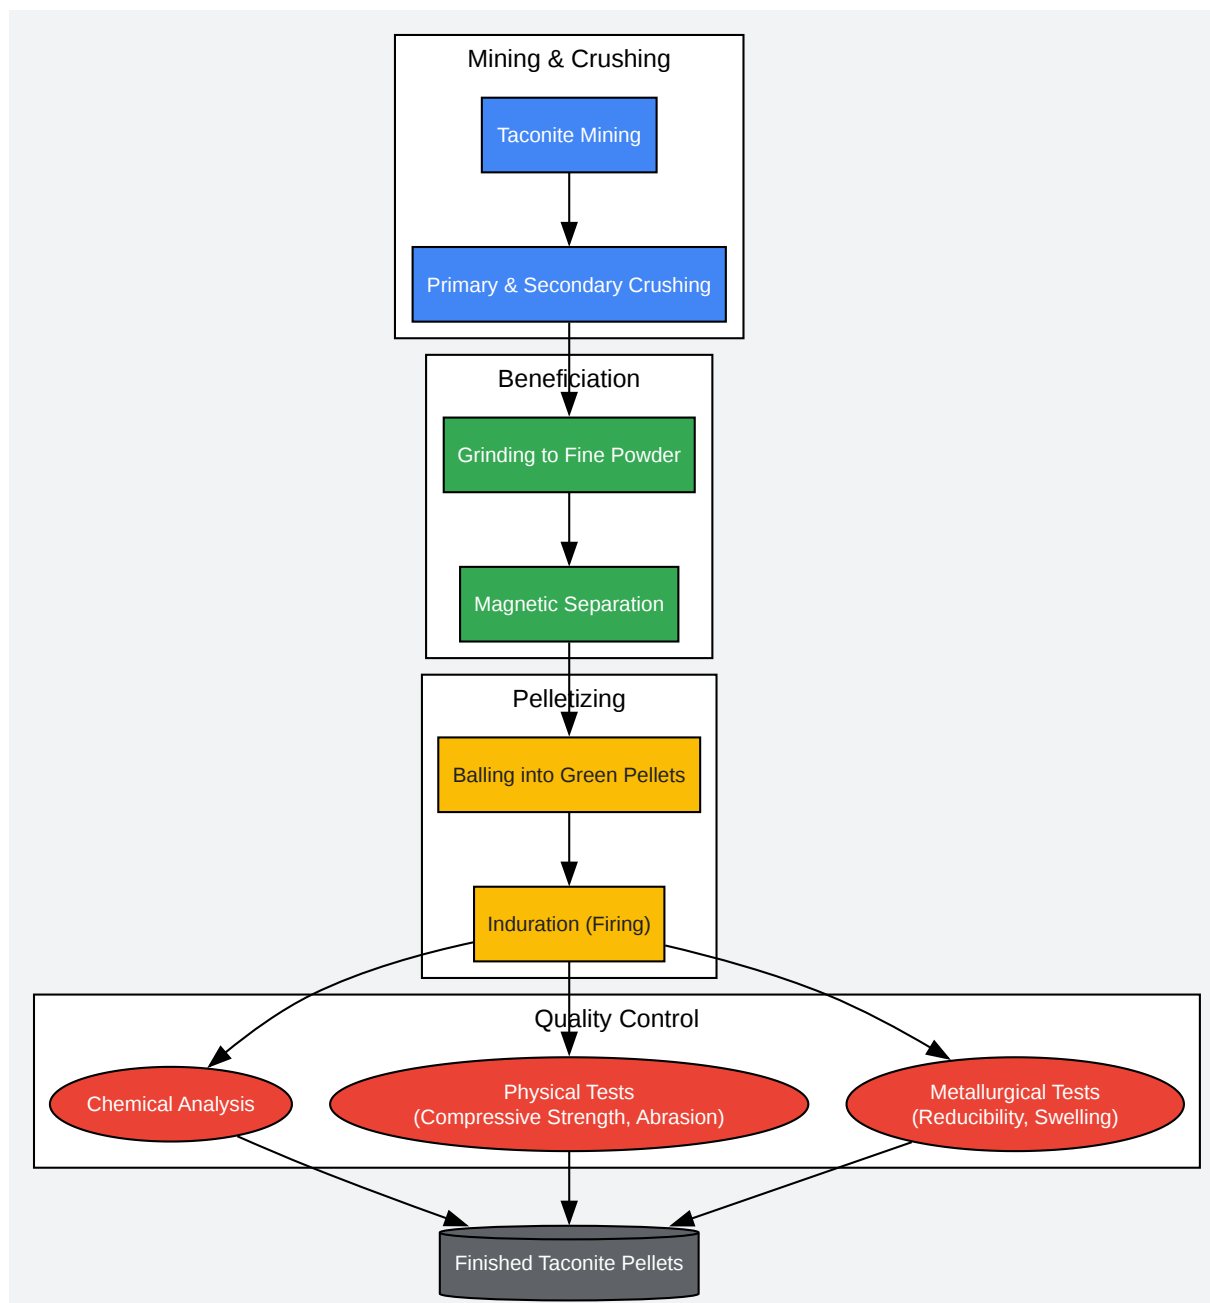 Mining & Crushing
Taconite Mining
Primary & Secondary Crushing
Beneficiation
Grinding to Fine Powder
Magnetic Separation
Pelletizing
Balling into Green Pellets
Induration (Firing)
Quality Control
Chemical Analysis
Physical Tests
(Compressive Strength, Abrasion)
Metallurgical Tests
(Reducibility, Swelling)
Finished Taconite Pellets